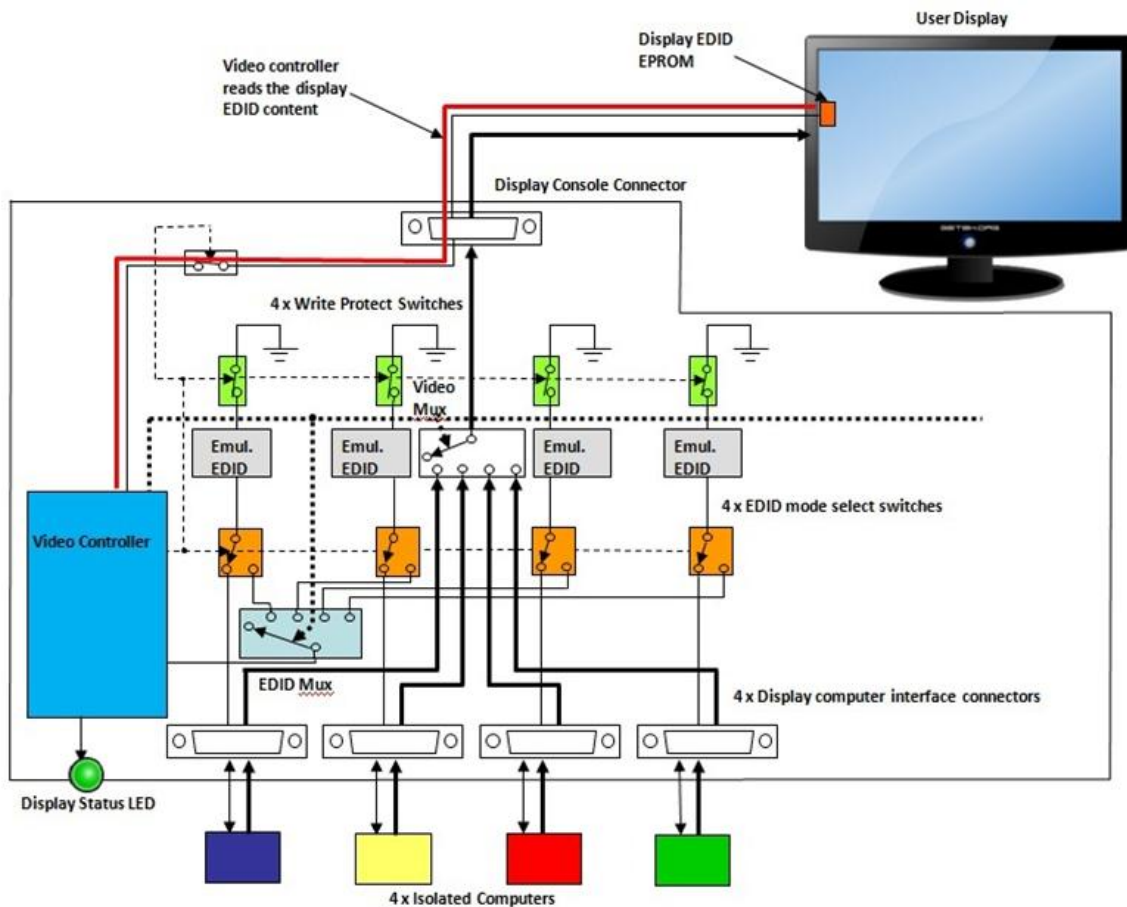 User Display
Display EDID
EPROM
Video controller
reads the display
EDID content
Display Console Connector
4 x Write Protect Switches
Video
Mux
Emul.
EDID
Emul.
EDID
Emul.
EDID
Emul.
EDID
4 x EDID mode select switches
Video Controller
EDID Mux
4 x Display computer interface connectors
Display Status LED
4 x Isolated Computers